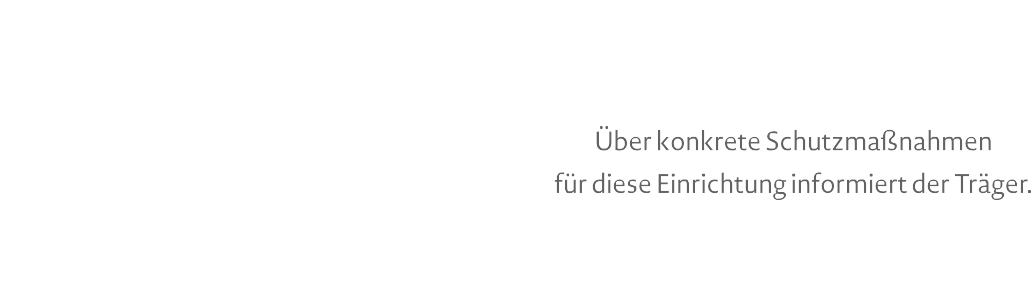 Über konkrete Schutzmaßnahmen
für diese Einrichtung informiert der Träger.